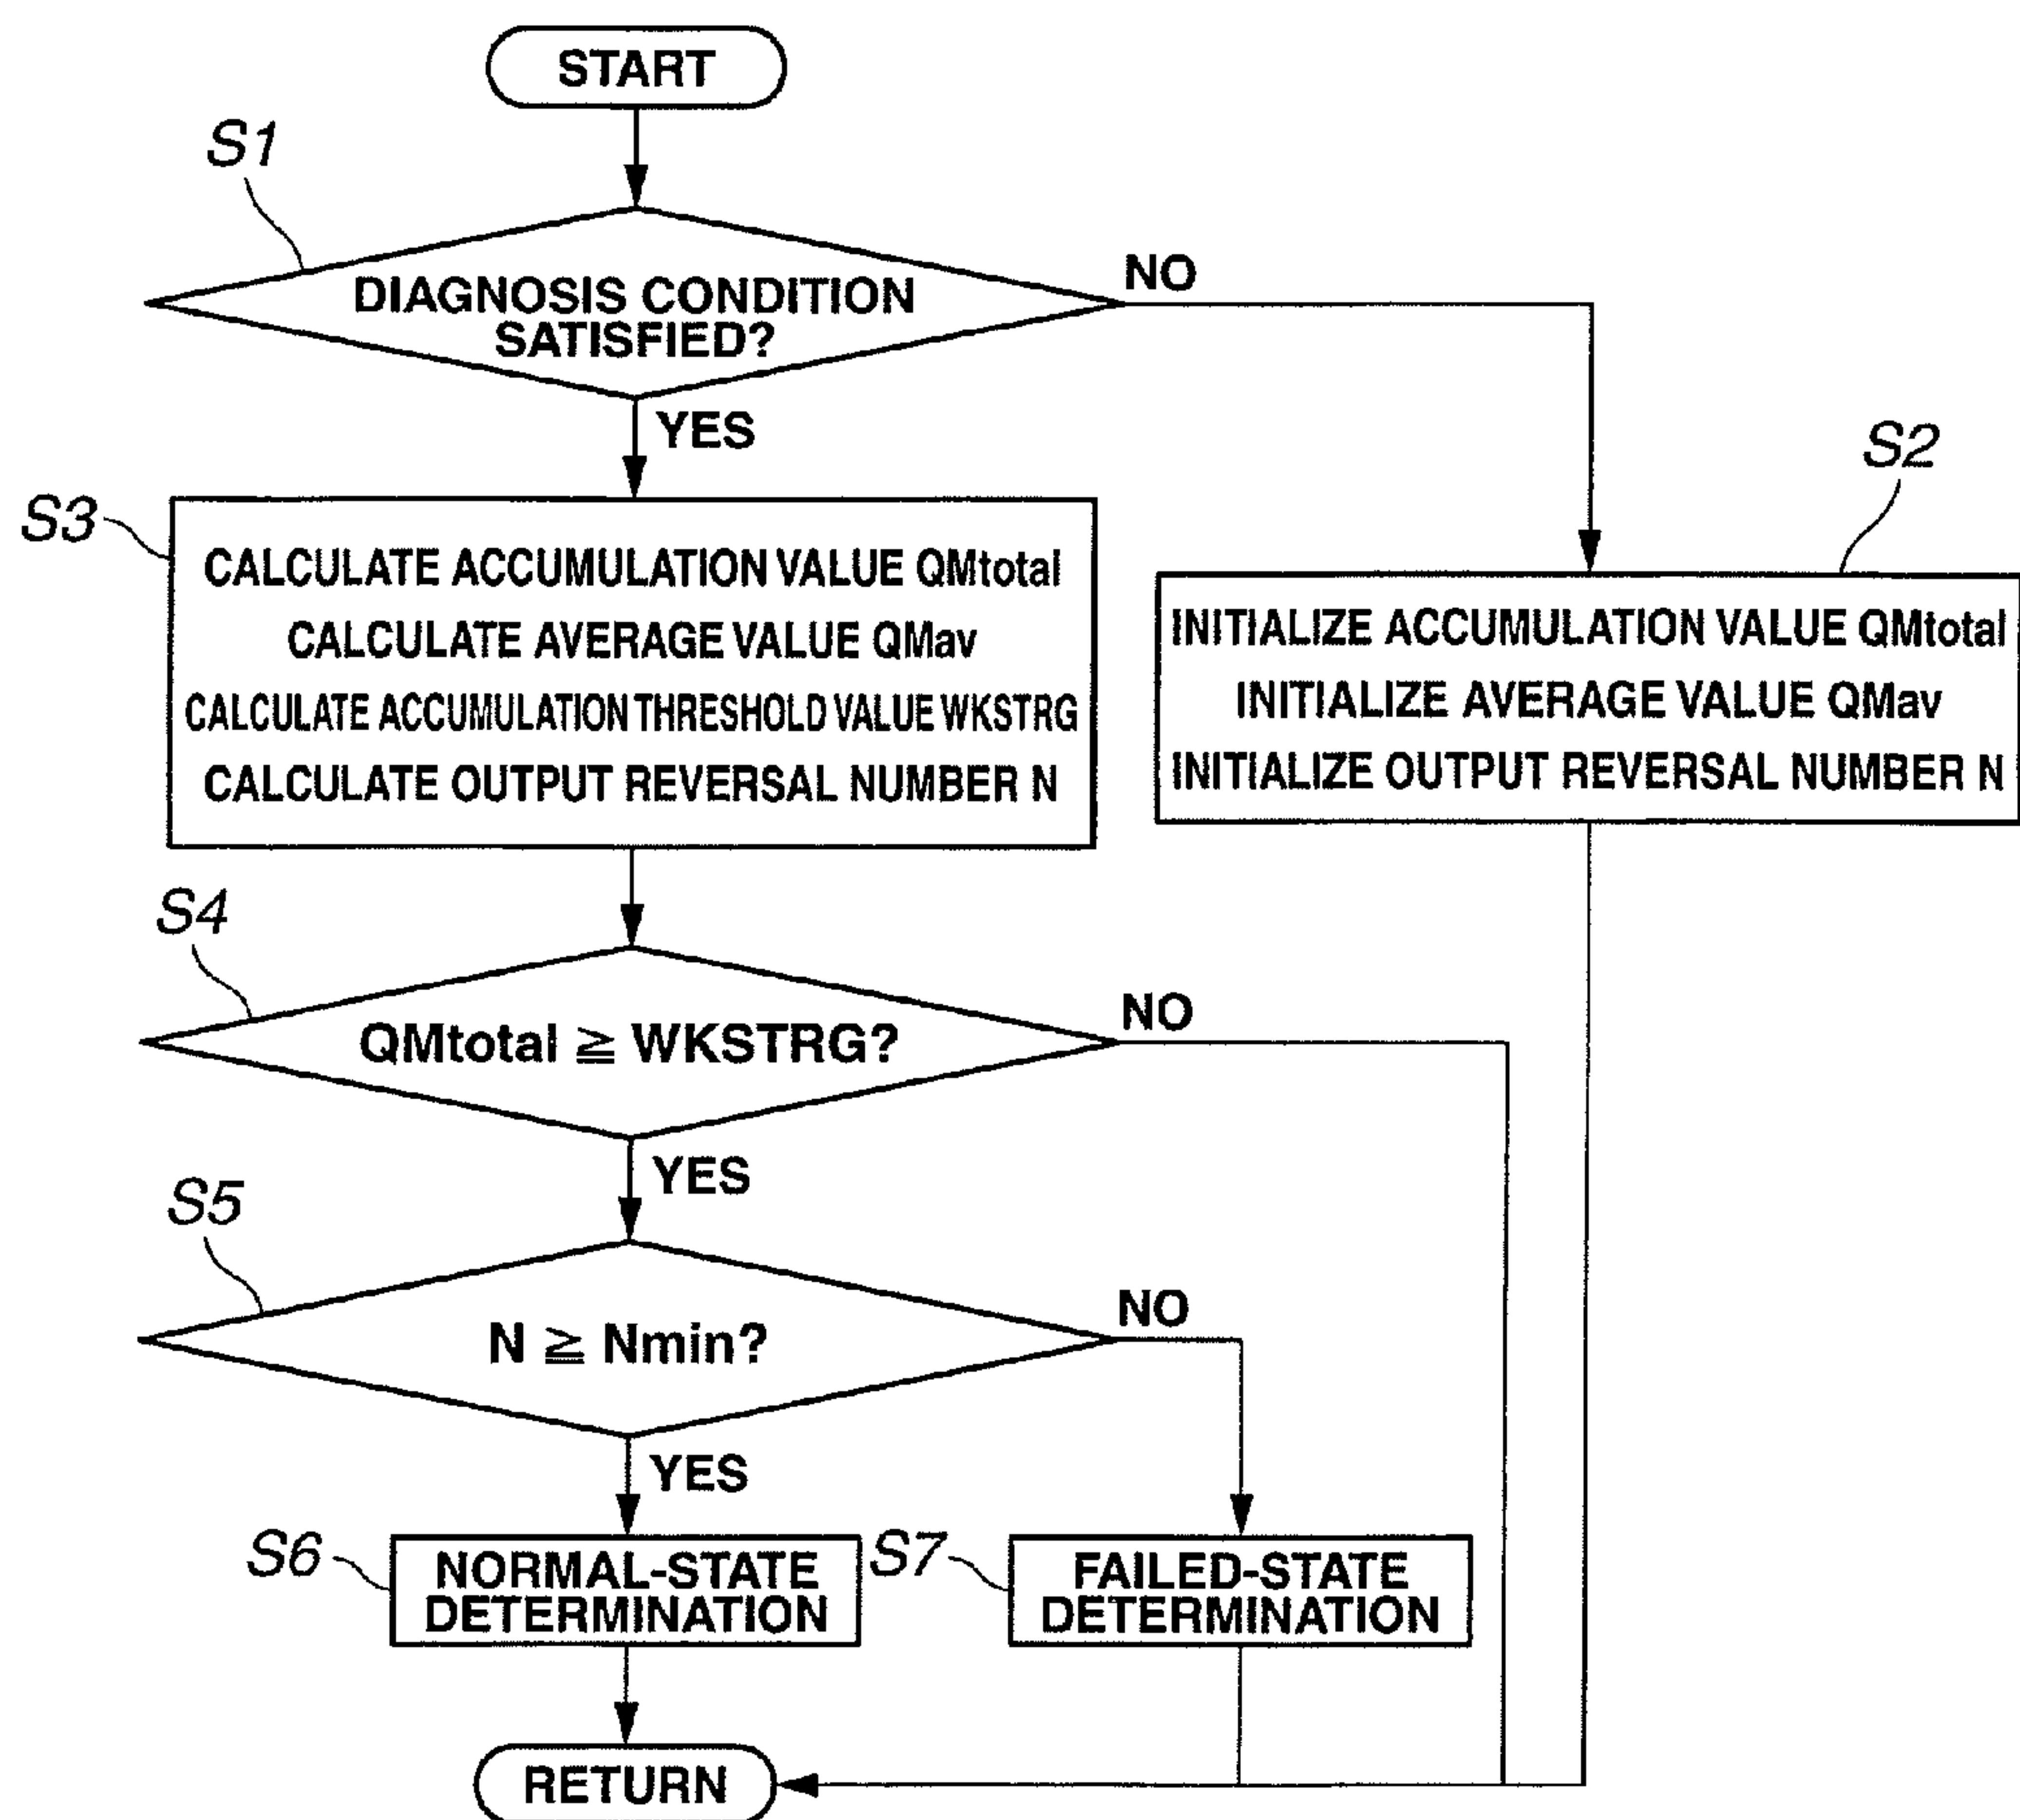 START
S1
DIAGNOSIS CONDITION
SATISFIED?
NO
YES
S2
S3
CALCULATE ACCUMULATION VALUE QMtotal
CALCULATE AVERAGE VALUE QMav
CALCULATE ACCUMULATION THRESHOLD VALUE WKSTRG
CALCULATE OUTPUT REVERSAL NUMBER N
INITIALIZE ACCUMULATION VALUE QMtotal
INITIALIZE AVERAGE VALUE QMav
INITIALIZE OUTPUT REVERSAL NUMBER N
S4
QMtotal ≧ WKSTRG?
NO
YES
S5
N ≧ Nmin?
NO
YES
S6
NORMAL-STATE
DETERMINATION
S7
FAILED-STATE
DETERMINATION
RETURN